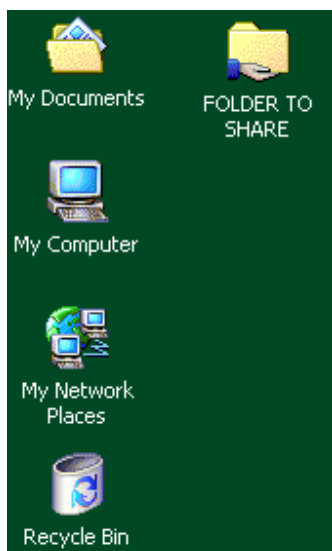 My Documents
FOLDER TO
SHARE
My Computer
My Network
Places
Recycle Bin